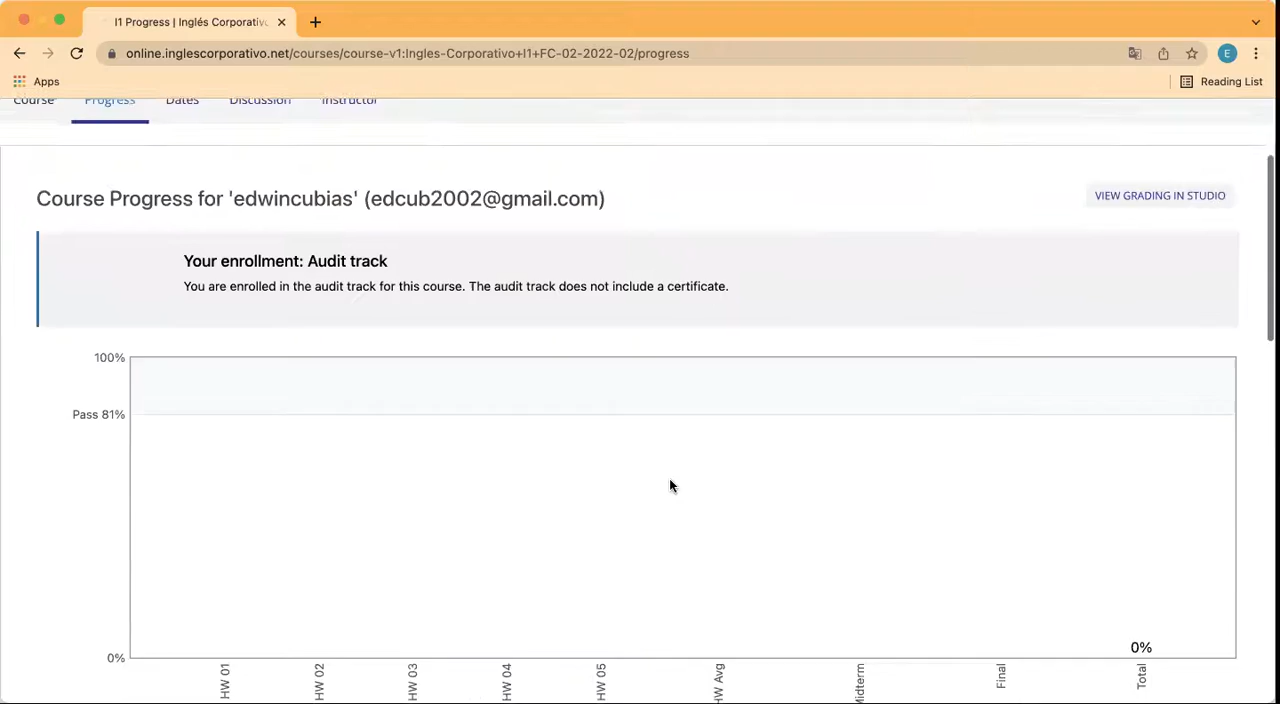 I1 Progress | Inglés Corporativo
online.inglescorporativo.net/courses/course-v1:Ingles-Corporativo+I1+FC-02-2022-02/progress
E
Apps
Reading List
Course
Progress
Dates
Discussion
Instructor
Course Progress for 'edwincubias' (edcub2002@gmail.com)
VIEW GRADING IN STUDIO
Your enrollment: Audit track
You are enrolled in the audit track for this course. The audit track does not include a certificate.
100%
Pass 81%
0%
0%
HW 01
HW 02
HW 03
HW 04
HW 05
HW Avg
Midterm
Final
Total